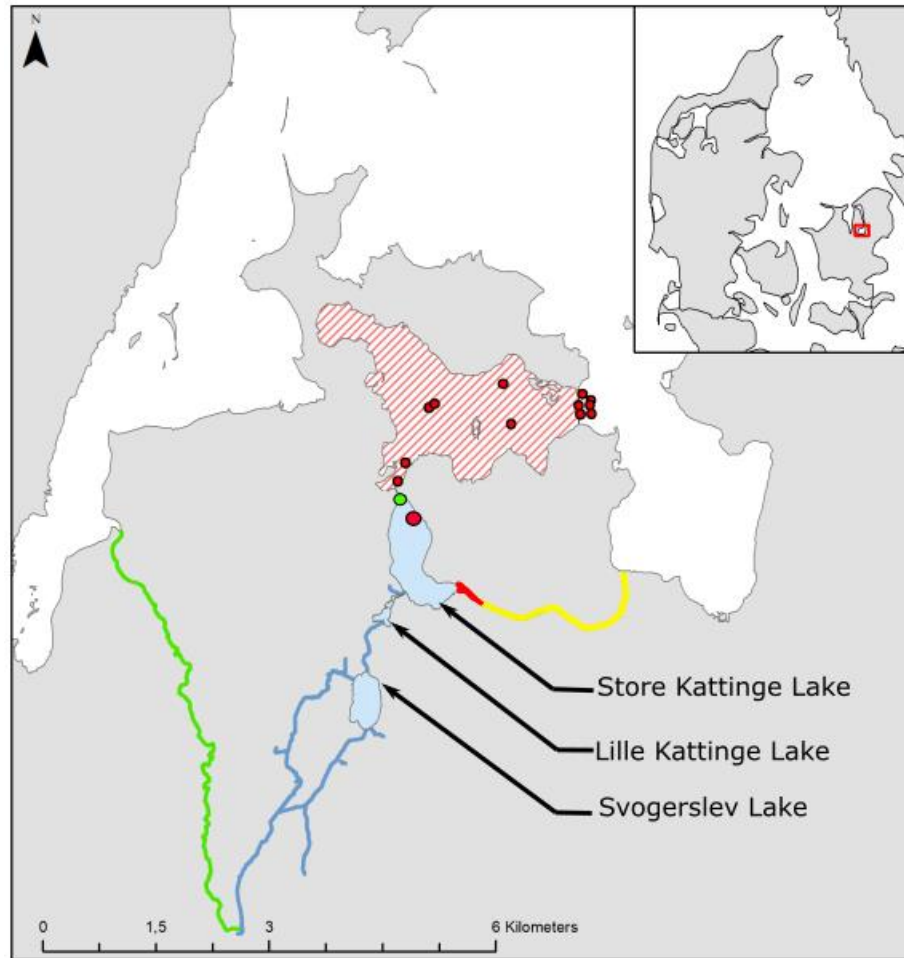 N
Store Kattinge Lake
Lille Kattinge Lake
Svogerslev Lake
0 1,5 3 6 Kilometers